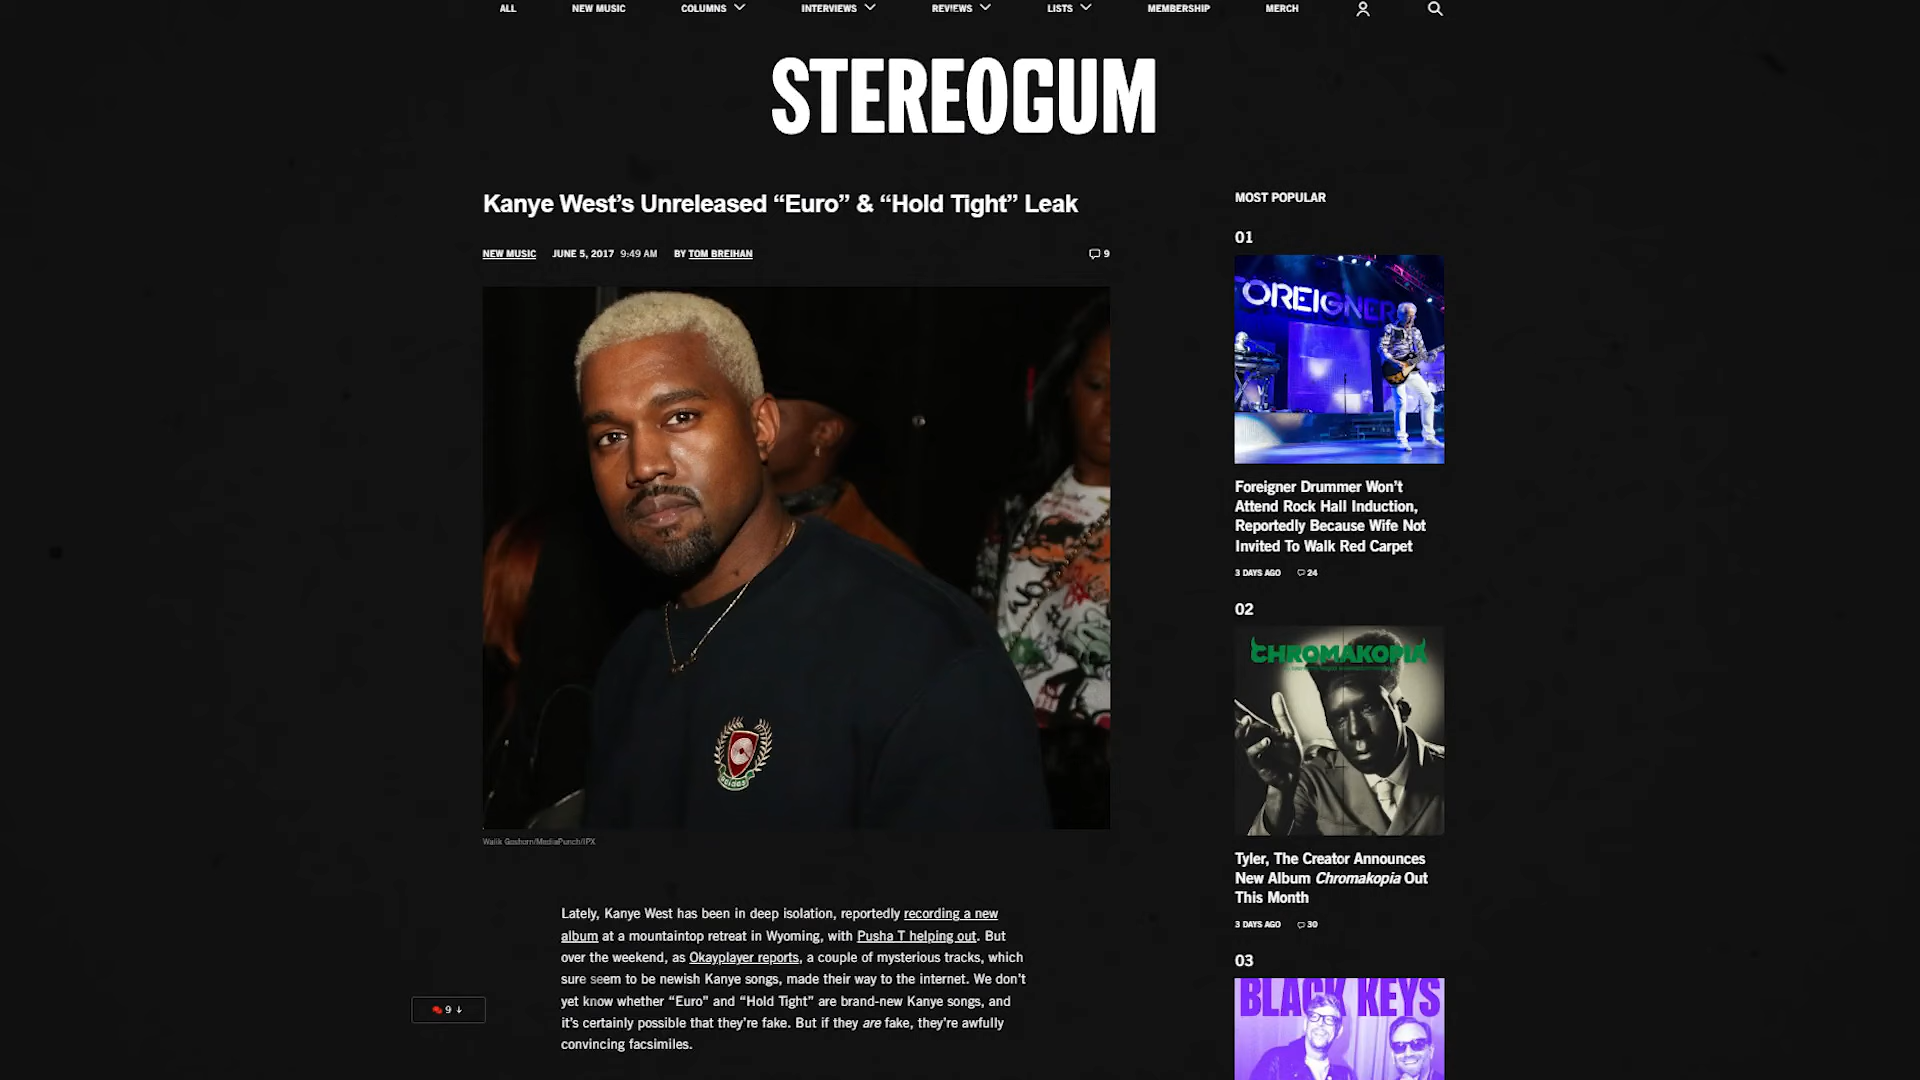 ALL
NEW MUSIC
COLUMNS
INTERVIEWS
REVIEWS
LISTS
MEMBERSHIP
MERCH
STEREOGUM
Kanye West’s Unreleased “Euro” & “Hold Tight” Leak
NEW MUSIC JUNE 5, 2017 9:49 AM BY TOM BREIHAN
9
adidas
Walik Goshorn/MediaPunch/IPX
Lately, Kanye West has been in deep isolation, reportedly recording a new
album at a mountaintop retreat in Wyoming, with Pusha T helping out. But
over the weekend, as Okayplayer reports, a couple of mysterious tracks, which
sure seem to be newish Kanye songs, made their way to the internet. We don’t
yet know whether “Euro” and “Hold Tight” are brand-new Kanye songs, and
it’s certainly possible that they’re fake. But if they are fake, they’re awfully
convincing facsimiles.
9
MOST POPULAR
01
FOREIGNER
Foreigner Drummer Won’t
Attend Rock Hall Induction,
Reportedly Because Wife Not
Invited To Walk Red Carpet
3 DAYS AGO 24
02
CHROMAKOPIA
Tyler, The Creator Announces
New Album Chromakopia Out
This Month
3 DAYS AGO 30
03
BLACK KEYS